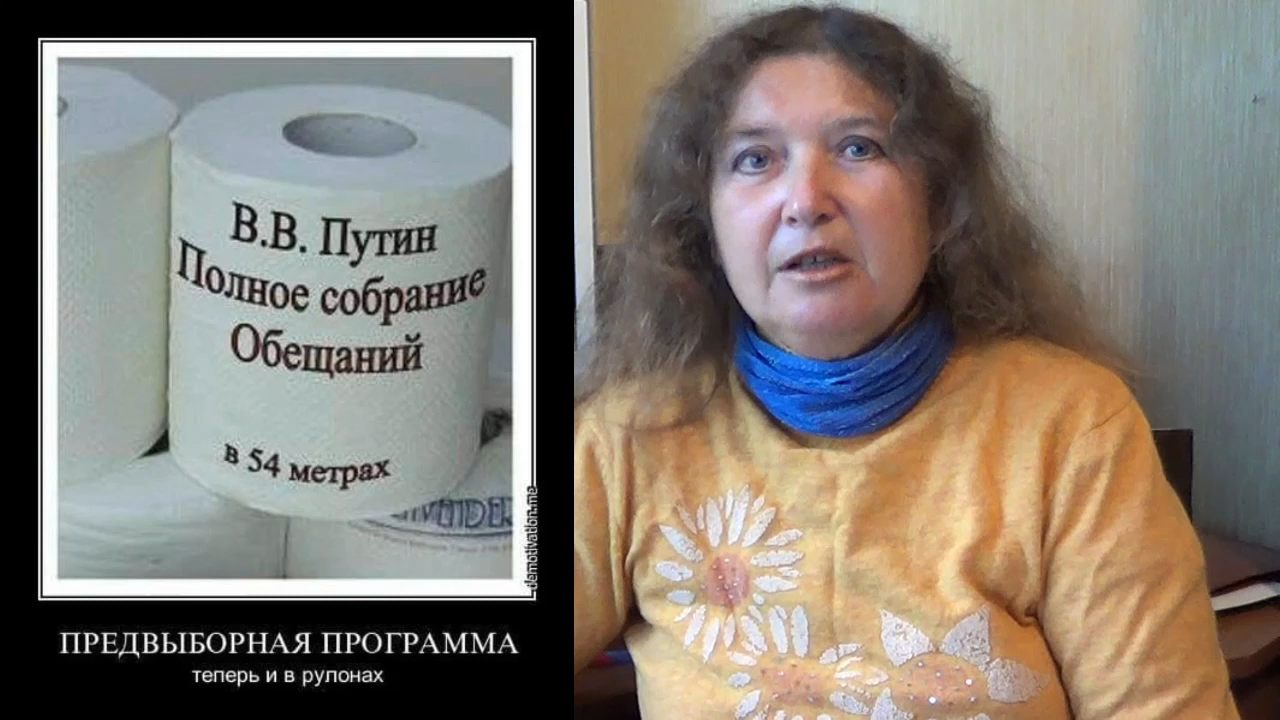 В.В. Путин
Полное собрание
Обещаний
в 54 метрах
demotivation.me
ПРЕДВЫБОРНАЯ ПРОГРАММА
теперь и в рулонах